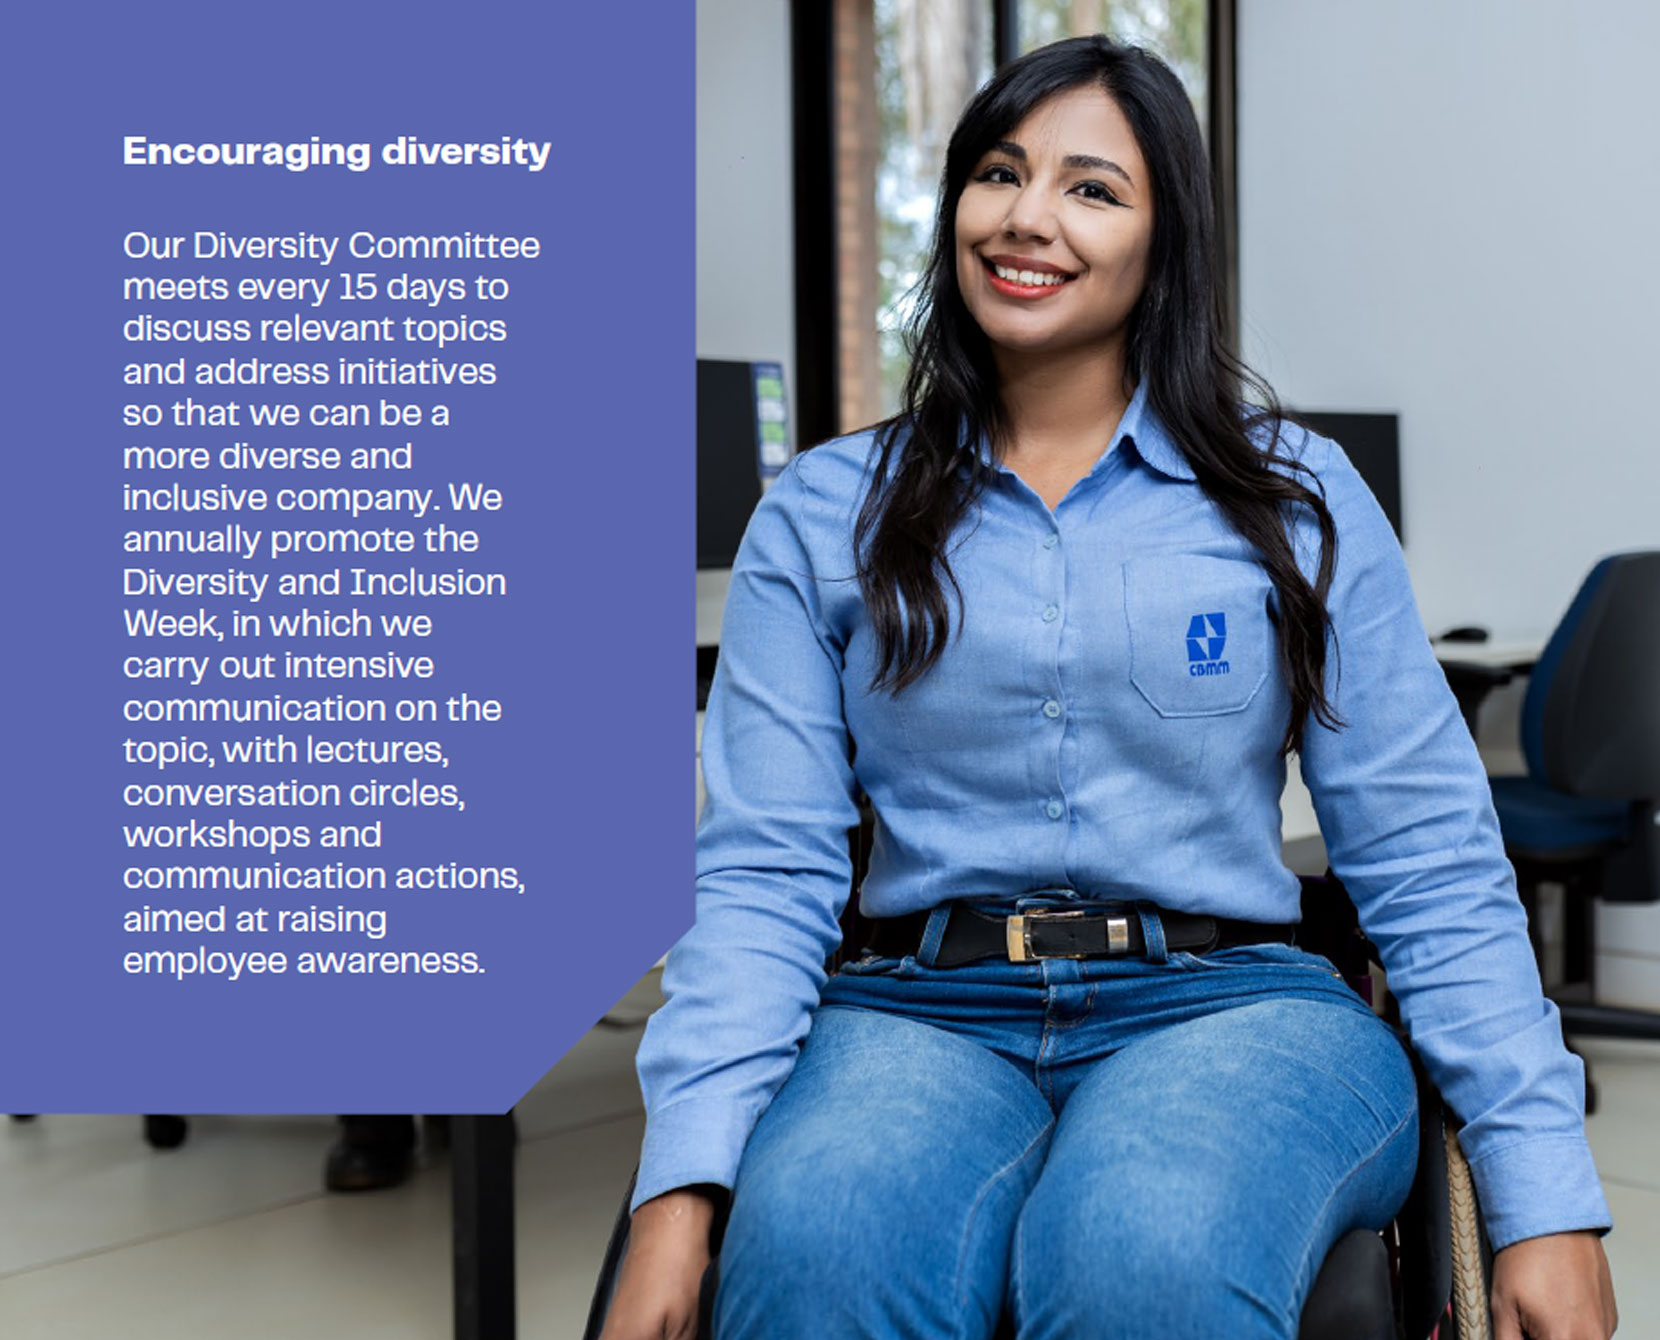 Encouraging diversity
Our Diversity Committee
meets every 15 days to
discuss relevant topics
and address initiatives
so that we can be a
more diverse and
inclusive company. We
annually promote the
Diversity and Inclusion
Week, in which we
carry out intensive
communication on the
topic, with lectures,
conversation circles,
workshops and
communication actions,
aimed at raising
employee awareness.
CBMM